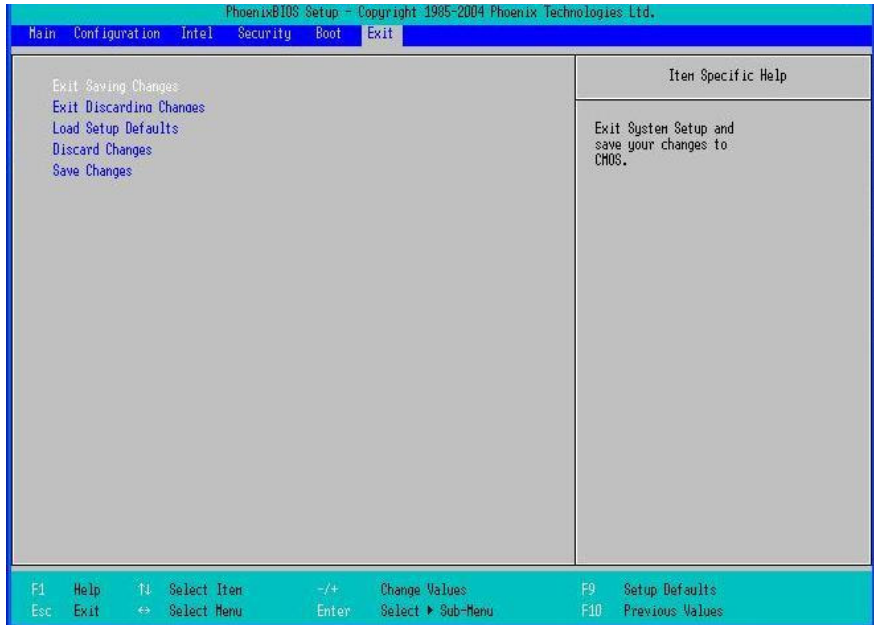 PhoenixBIOS Setup - Copyright 1985-2004 Phoenix Technologies Ltd.
Main Configuration Intel Security Boot Exit
Exit Saving Changes
Exit Discarding Changes
Load Setup Defaults
Discard Changes
Save Changes
Item Specific Help
Exit System Setup and
save your changes to
CMOS.
F1 Help ↑↓ Select Item -/+ Change Values F9 Setup Defaults
Esc Exit ↔ Select Menu Enter Select ▶ Sub-Menu F10 Previous Values